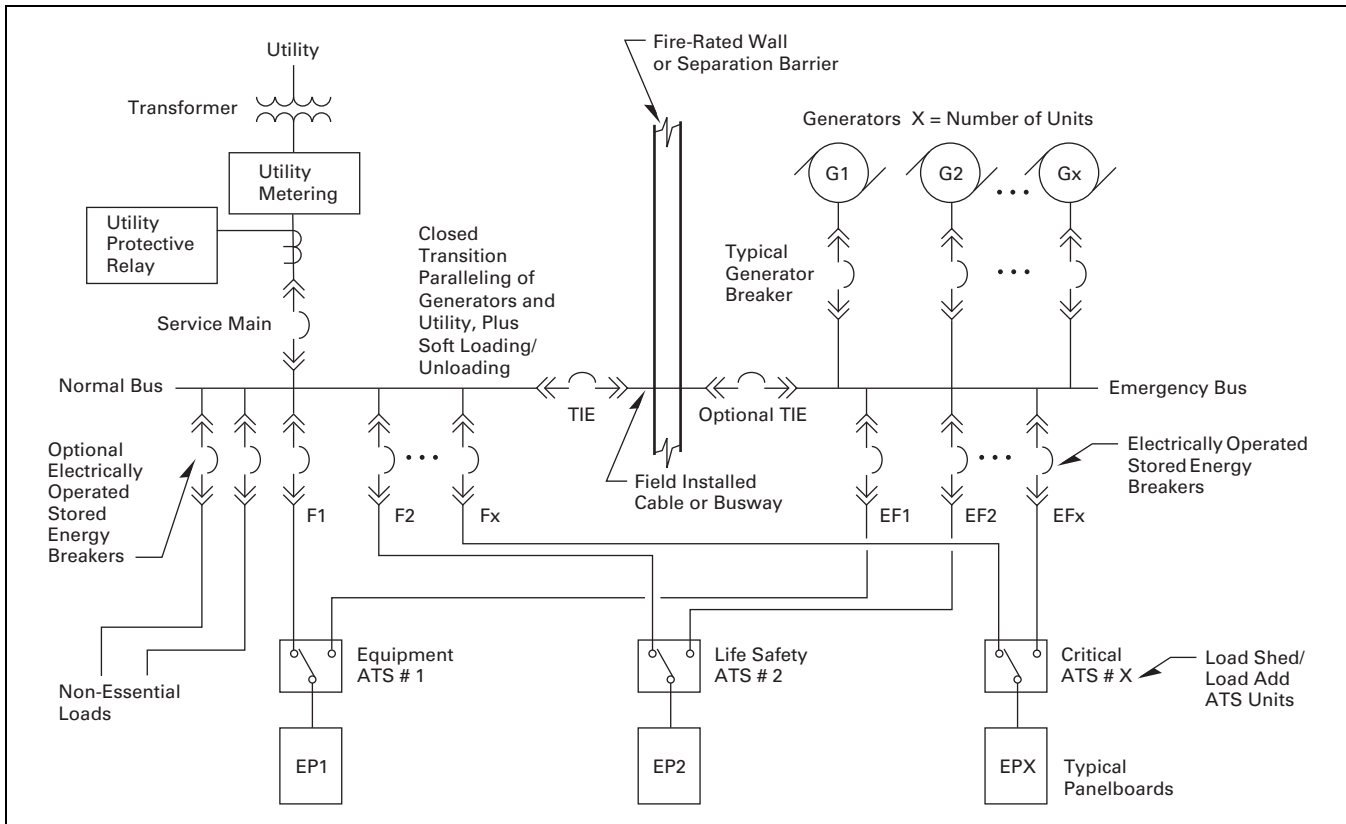 Utility
Transformer
Utility
Metering
Utility
Protective
Relay
Service Main
Closed
Transition
Paralleling of
Generators and
Utility, Plus
Soft Loading/
Unloading
Fire-Rated Wall
or Separation Barrier
Generators X = Number of Units
G1
G2
•••
Gx
Typical
Generator
Breaker
•••
Normal Bus
TIE
Optional TIE
Emergency Bus
Optional
Electrically
Operated
Stored
Energy
Breakers
•••
F1
F2
Fx
Field Installed
Cable or Busway
•••
EF1
EF2
EFx
Electrically Operated
Stored Energy
Breakers
Non-Essential
Loads
Equipment
ATS # 1
Life Safety
ATS # 2
Critical
ATS # X
Load Shed/
Load Add
ATS Units
EP1
EP2
EPX
Typical
Panelboards